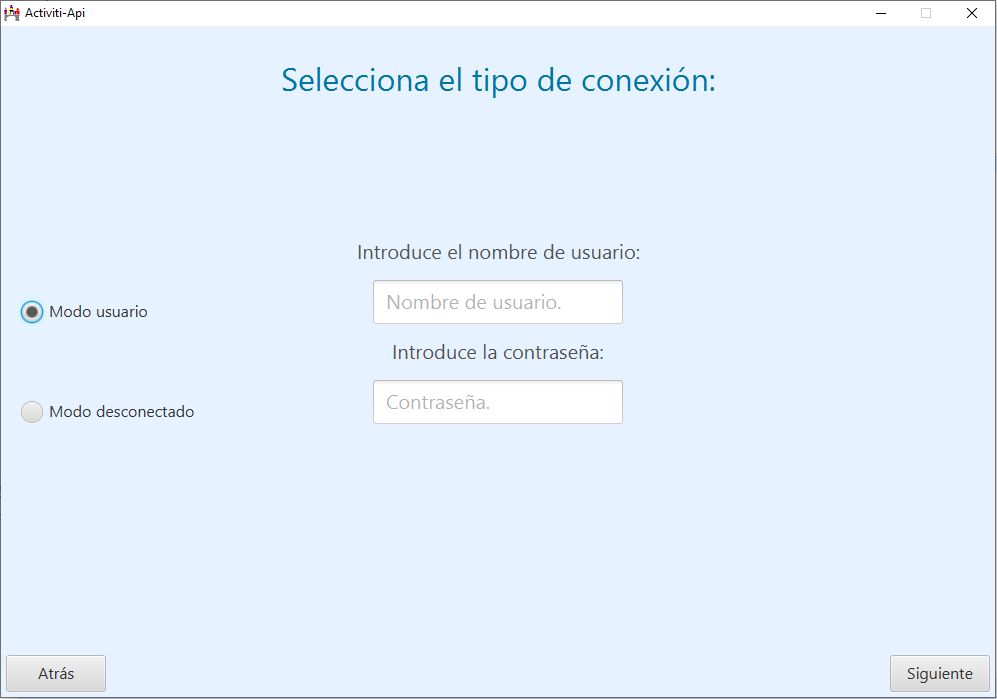 Activiti-Api
Selecciona el tipo de conexión:
Introduce el nombre de usuario:
Nombre de usuario.
Modo usuario
Introduce la contraseña:
Contraseña.
Modo desconectado
Atrás
Siguiente